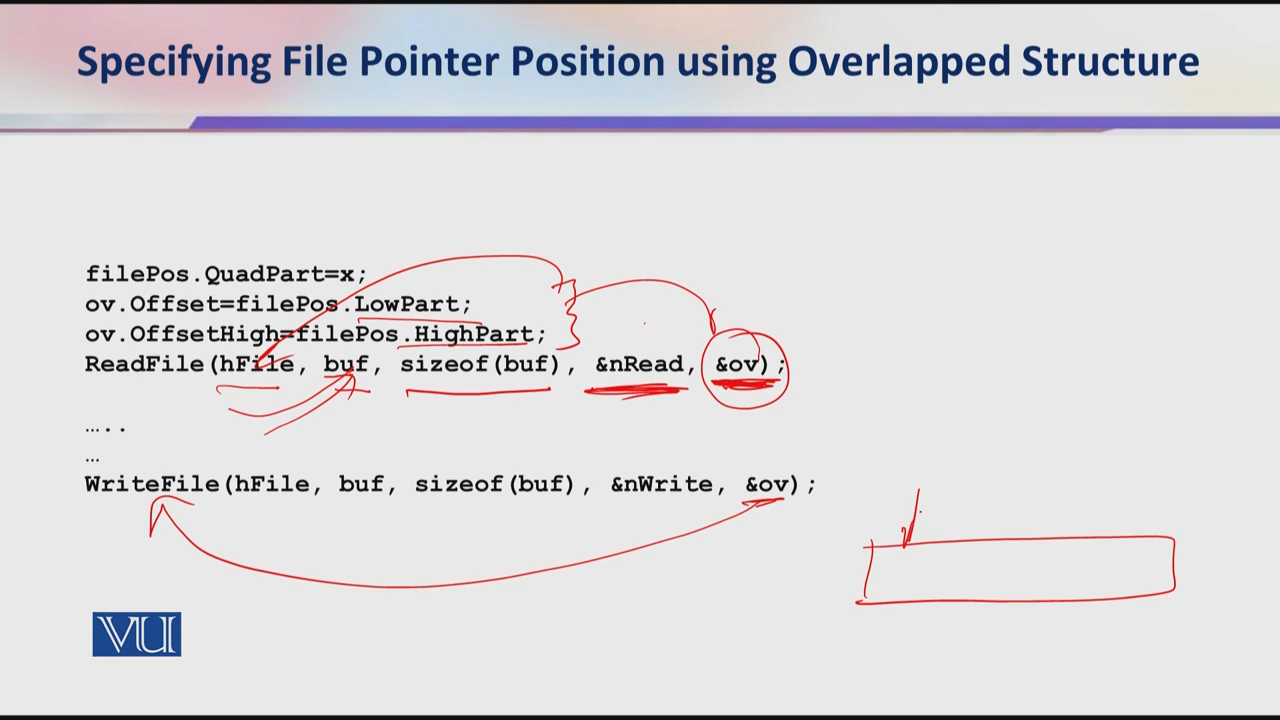 Specifying File Pointer Position using Overlapped Structure
filePos.QuadPart=x;
ov.Offset=filePos.LowPart;
ov.OffsetHigh=filePos.HighPart;
ReadFile(hFile, buf, sizeof(buf), &nRead, &ov);
…..
…
WriteFile(hFile, buf, sizeof(buf), &nWrite, &ov);
VU